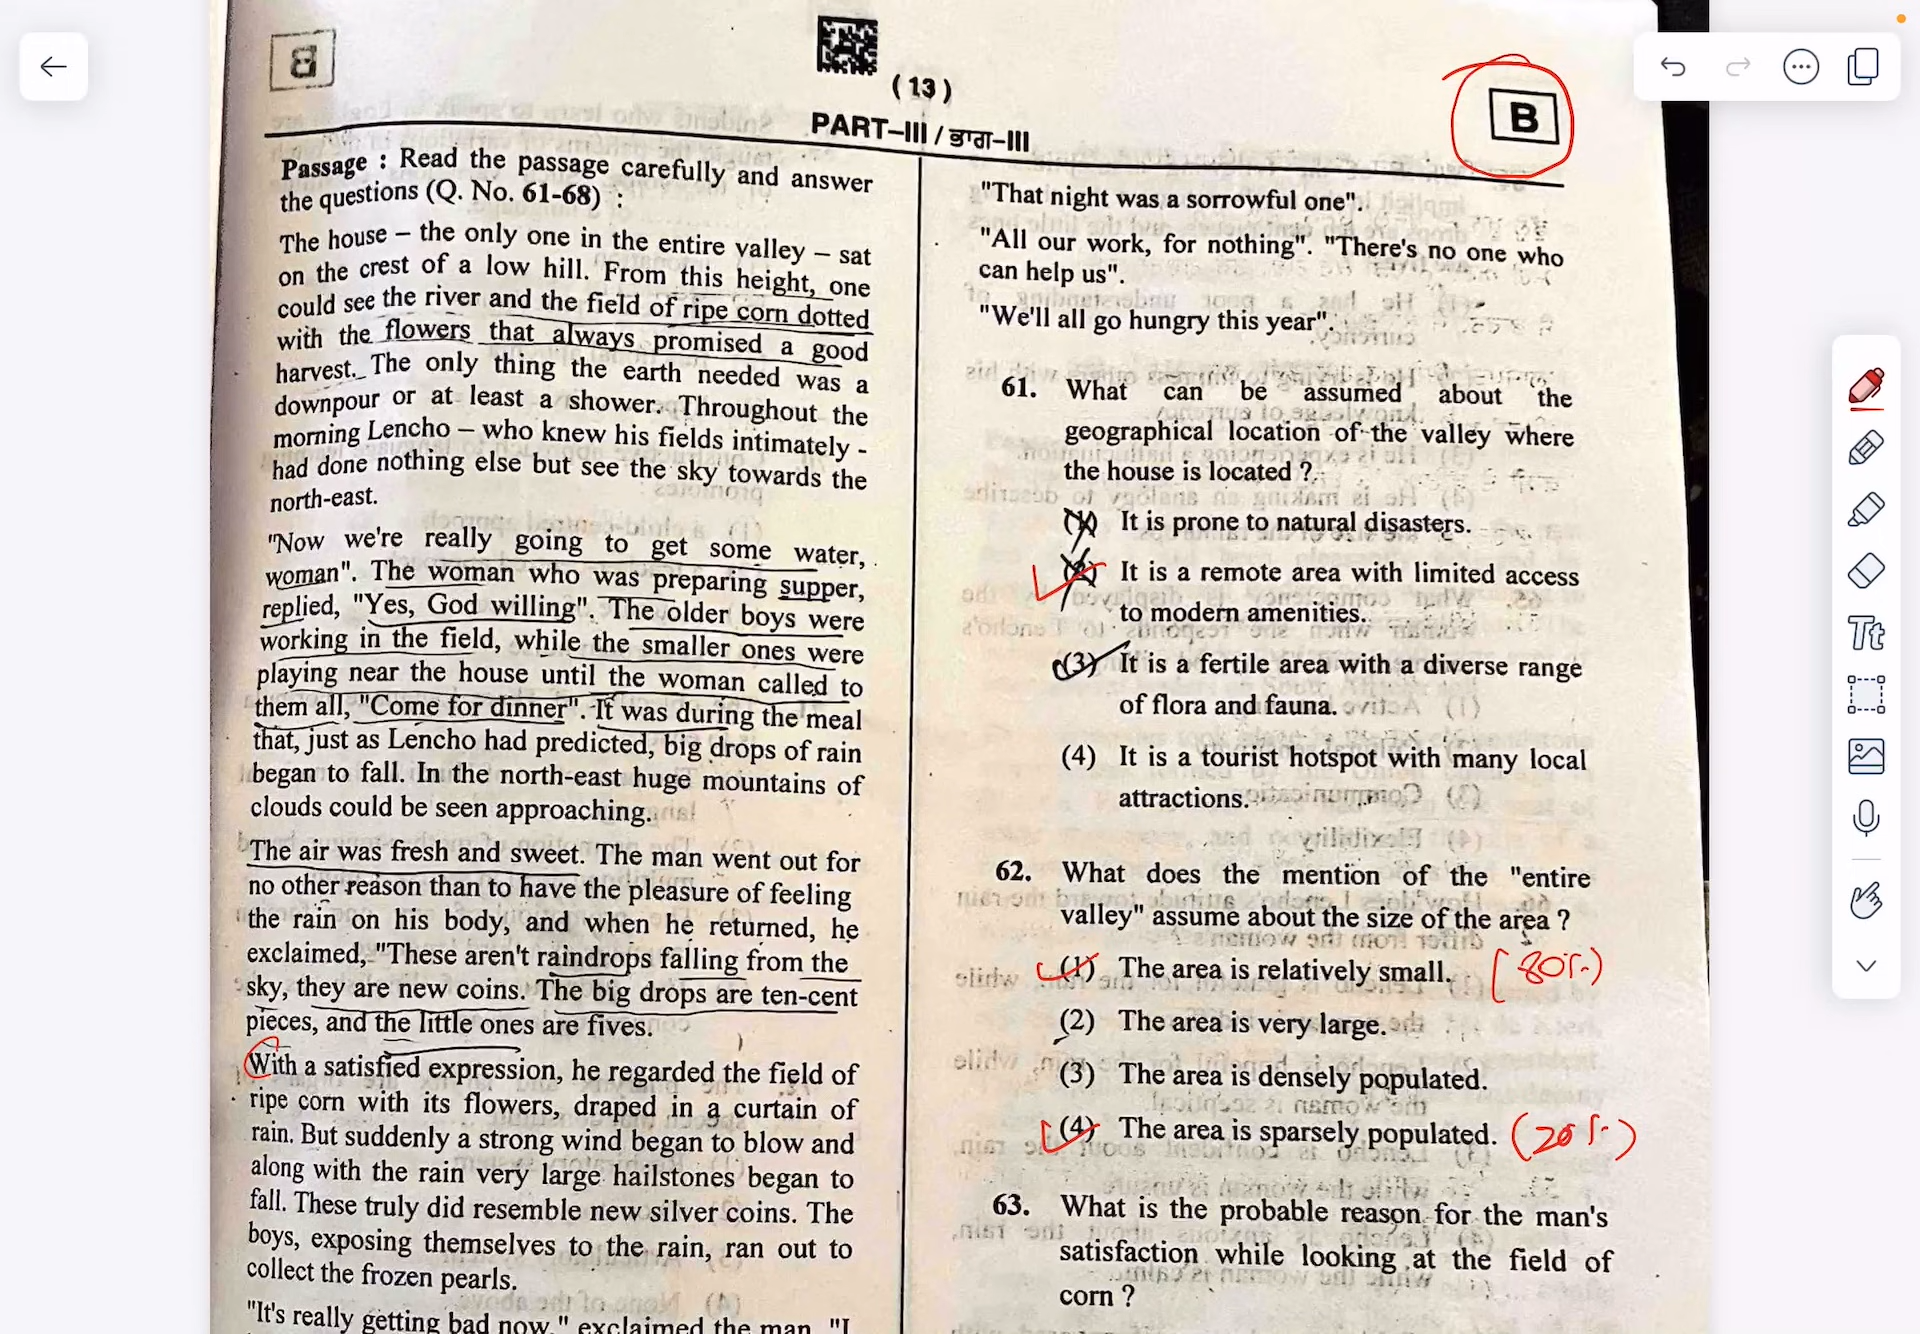 B
(13)
B
PART–III / ਭਾਗ–III
Passage : Read the passage carefully and answer
the questions (Q. No. 61-68) :
The house – the only one in the entire valley – sat
on the crest of a low hill. From this height, one
could see the river and the field of ripe corn dotted
with the flowers that always promised a good
harvest. The only thing the earth needed was a
downpour or at least a shower. Throughout the
morning Lencho – who knew his fields intimately -
had done nothing else but see the sky towards the
north-east.
"Now we're really going to get some water,
woman". The woman who was preparing supper,
replied, "Yes, God willing". The older boys were
working in the field, while the smaller ones were
playing near the house until the woman called to
them all, "Come for dinner". It was during the meal
that, just as Lencho had predicted, big drops of rain
began to fall. In the north-east huge mountains of
clouds could be seen approaching.
The air was fresh and sweet. The man went out for
no other reason than to have the pleasure of feeling
the rain on his body, and when he returned, he
exclaimed, "These aren't raindrops falling from the
sky, they are new coins. The big drops are ten-cent
pieces, and the little ones are fives.
With a satisfied expression, he regarded the field of
ripe corn with its flowers, draped in a curtain of
rain. But suddenly a strong wind began to blow and
along with the rain very large hailstones began to
fall. These truly did resemble new silver coins. The
boys, exposing themselves to the rain, ran out to
collect the frozen pearls.
"It's really getting bad now," exclaimed the man. "I
"That night was a sorrowful one".
"All our work, for nothing". "There's no one who
can help us".
"We'll all go hungry this year".
61. What can be assumed about the
geographical location of the valley where
the house is located ?
(1) It is prone to natural disasters.
(2) It is a remote area with limited access
to modern amenities.
(3) It is a fertile area with a diverse range
of flora and fauna.
(4) It is a tourist hotspot with many local
attractions.
62. What does the mention of the "entire
valley" assume about the size of the area ?
(1) The area is relatively small. [80%)
(2) The area is very large.
(3) The area is densely populated.
(4) The area is sparsely populated. (20%)
63. What is the probable reason for the man's
satisfaction while looking at the field of
corn ?
Tt